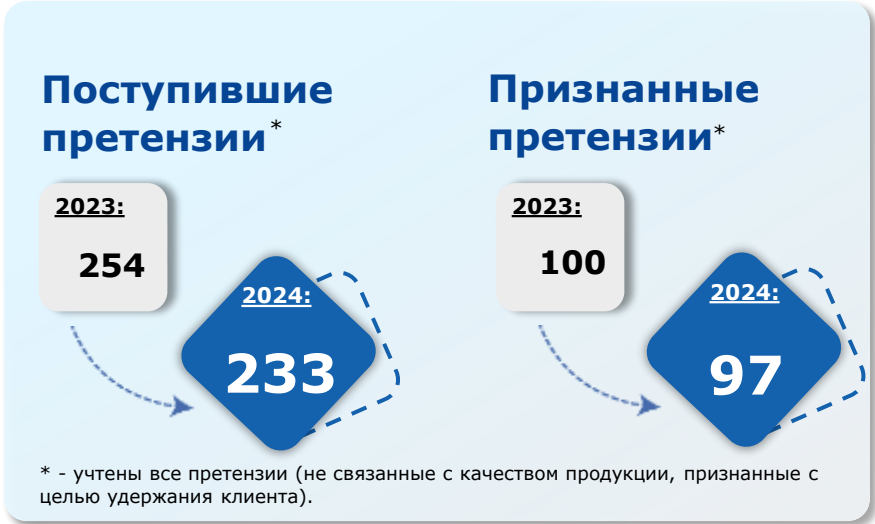 Поступившие
претензии*
2023:
254
2024:
233
Признанные
претензии*
2023:
100
2024:
97
* - учтены все претензии (не связанные с качеством продукции, признанные с
целью удержания клиента).